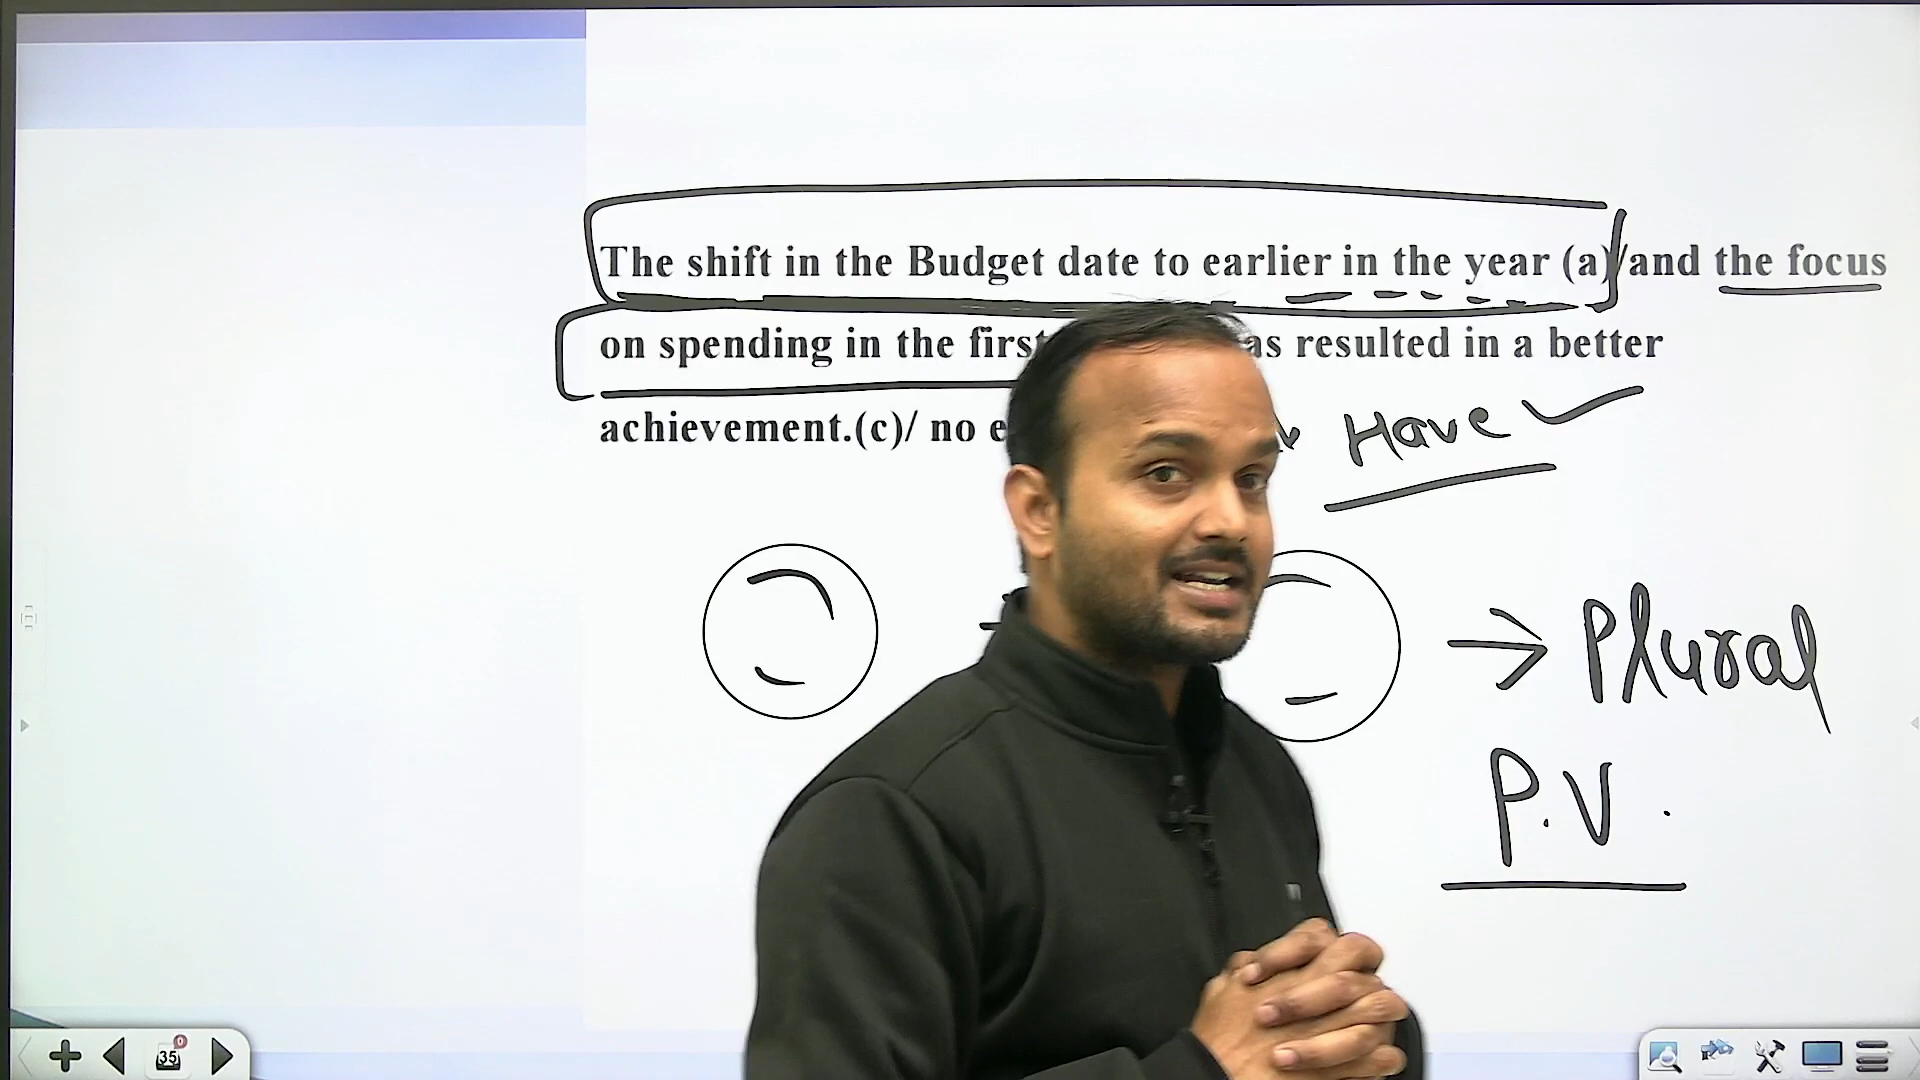 The shift in the Budget date to earlier in the year (a)/and the focus
on spending in the first as resulted in a better
achievement.(c)/ no
Have
Plural
P.V.
35
0